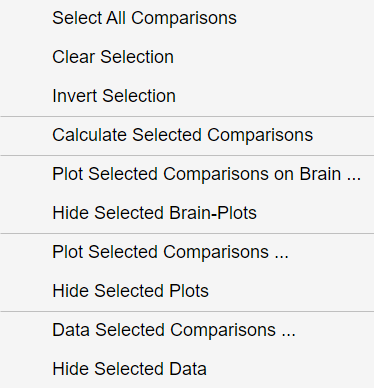 Select All Comparisons
Clear Selection
Invert Selection
Calculate Selected Comparisons
Plot Selected Comparisons on Brain ...
Hide Selected Brain-Plots
Plot Selected Comparisons ...
Hide Selected Plots
Data Selected Comparisons ...
Hide Selected Data